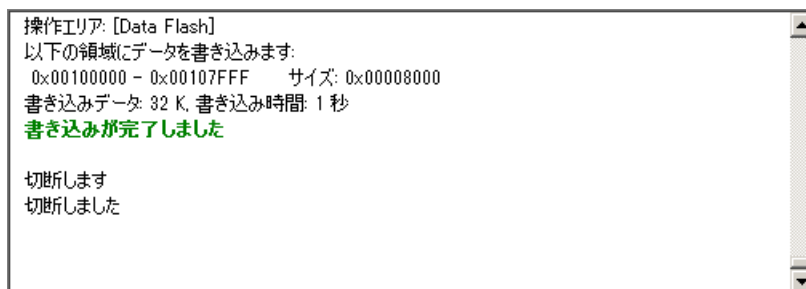 操作エリア: [Data Flash]
以下の領域にデータを書き込みます:
0x00100000 - 0x00107FFF サイズ: 0x00008000
書き込みデータ: 32 K, 書き込み時間: 1 秒
書き込みが完了しました
切断します
切断しました